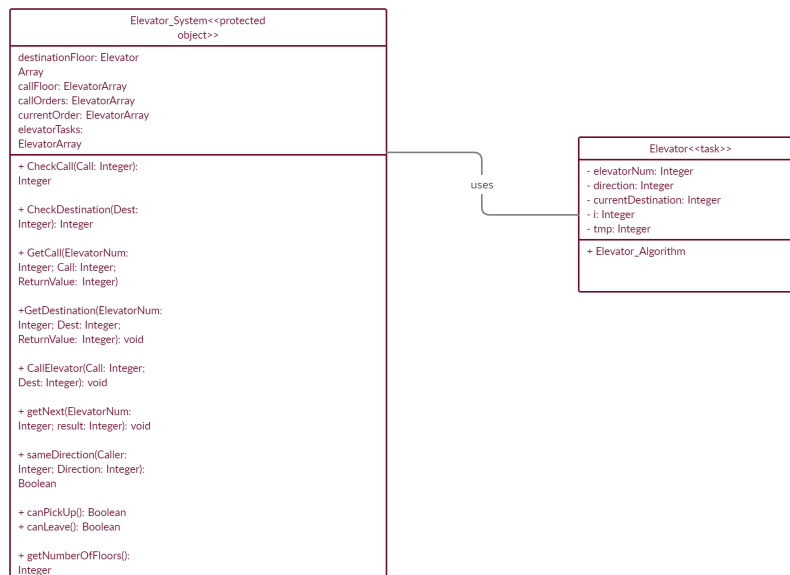 Elevator_System<<protected
object>>
destinationFloor: Elevator
Array
callFloor: ElevatorArray
callOrders: ElevatorArray
currentOrder: ElevatorArray
elevatorTasks:
ElevatorArray
+ CheckCall(Call: Integer):
Integer
+ CheckDestination(Dest:
Integer): Integer
+ GetCall(ElevatorNum:
Integer; Call: Integer;
ReturnValue: Integer)
+GetDestination(ElevatorNum:
Integer; Dest: Integer;
ReturnValue: Integer): void
+ CallElevator(Call: Integer;
Dest: Integer): void
+ getNext(ElevatorNum:
Integer; result: Integer): void
+ sameDirection(Caller:
Integer; Direction: Integer):
Boolean
+ canPickUp(): Boolean
+ canLeave(): Boolean
+ getNumberOfFloors():
Integer
uses
Elevator<<task>>
- elevatorNum: Integer
- direction: Integer
- currentDestination: Integer
- i: Integer
- tmp: Integer
+ Elevator_Algorithm